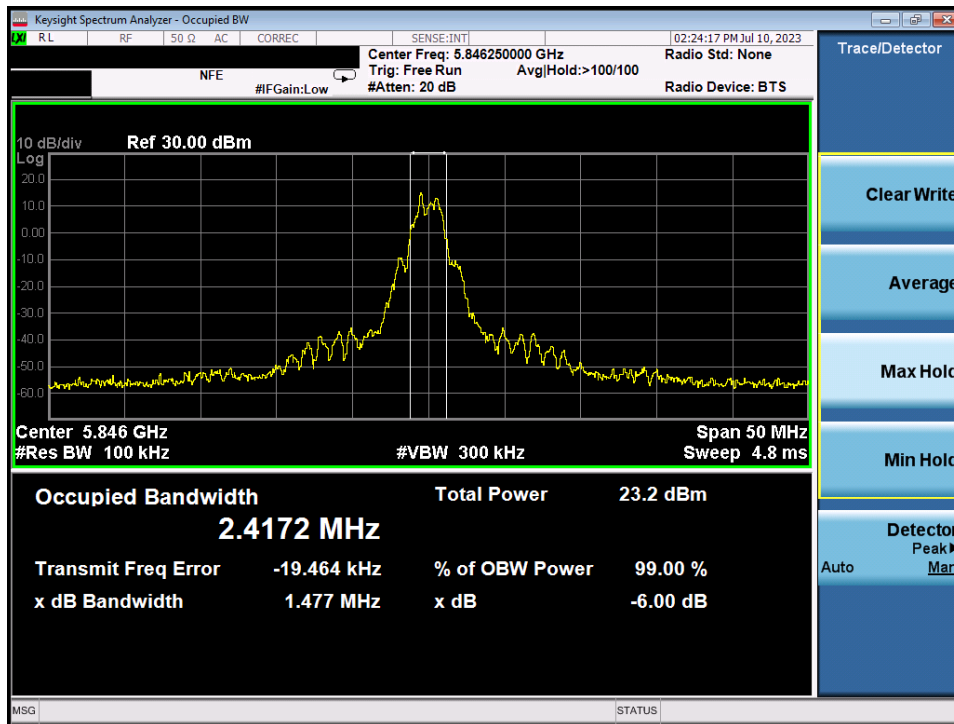 Keysight Spectrum Analyzer - Occupied BW
LXI RL RF 50 Ω AC CORREC SENSE:INT 02:24:17 PM Jul 10, 2023
Center Freq: 5.846250000 GHz Radio Std: None
NFE Trig: Free Run Avg|Hold:>100/100
#IFGain:Low #Atten: 20 dB Radio Device: BTS
10 dB/div Ref 30.00 dBm
Log
20.0
10.0
0.00
-10.0
-20.0
-30.0
-40.0
-50.0
-60.0
Center 5.846 GHz Span 50 MHz
#Res BW 100 kHz #VBW 300 kHz Sweep 4.8 ms
Occupied Bandwidth Total Power 23.2 dBm
2.4172 MHz
Transmit Freq Error -19.464 kHz % of OBW Power 99.00 %
x dB Bandwidth 1.477 MHz x dB -6.00 dB
MSG STATUS
Trace/Detector
Clear Write
Average
Max Hold
Min Hold
Detector
Peak
Auto Man